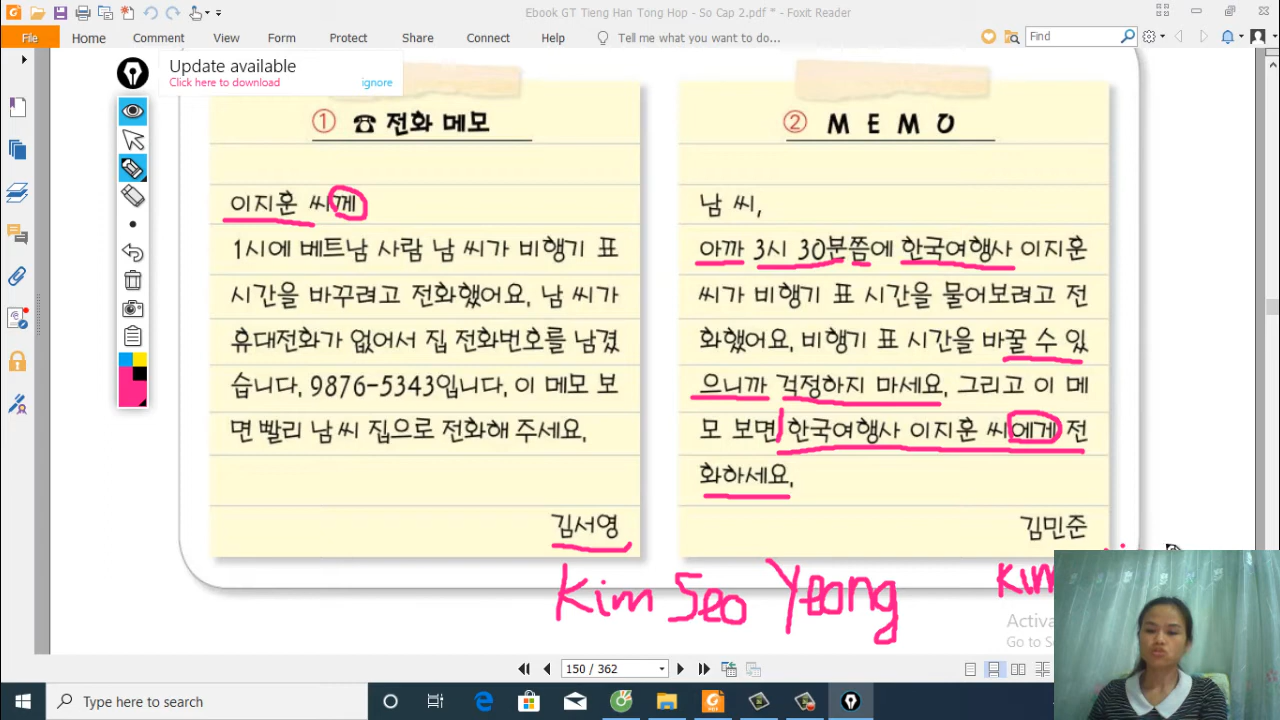 Ebook GT Tieng Han Tong Hop - So Cap 2.pdf * - Foxit Reader
File Home Comment View Form Protect Share Connect Help Tell me what you want to do... Find
Update available
Click here to download ignore
① ☎ 전화 메모
이지훈 씨께
1시에 베트남 사람 남 씨가 비행기 표
시간을 바꾸려고 전화했어요. 남 씨가
휴대전화가 없어서 집 전화번호를 남겼
습니다. 9876-5343입니다. 이 메모 보
면 빨리 남 씨 집으로 전화해 주세요.
김서영
② MEMO
남 씨,
아까 3시 30분쯤에 한국여행사 이지훈
씨가 비행기 표 시간을 물어보려고 전
화했어요. 비행기 표 시간을 바꿀 수 있
으니까 걱정하지 마세요. 그리고 이 메
모 보면 한국여행사 이지훈 씨에게 전
화하세요.
김민준
Kim Seo Yeong
Kim
150 / 362
Type here to search